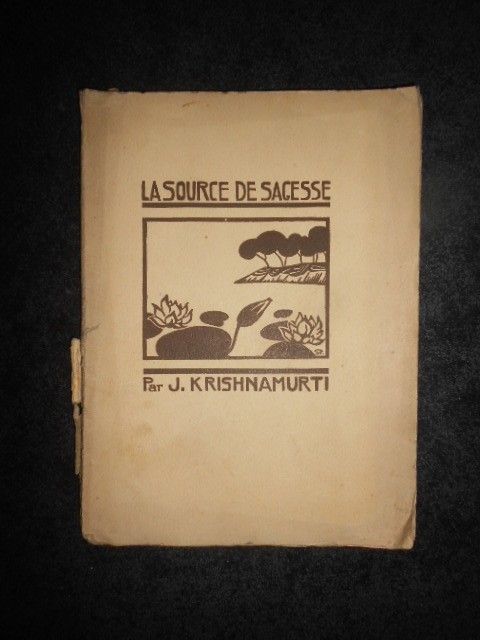 LA SOURCE DE SAGESSE
Par J. KRISHNAMURTI